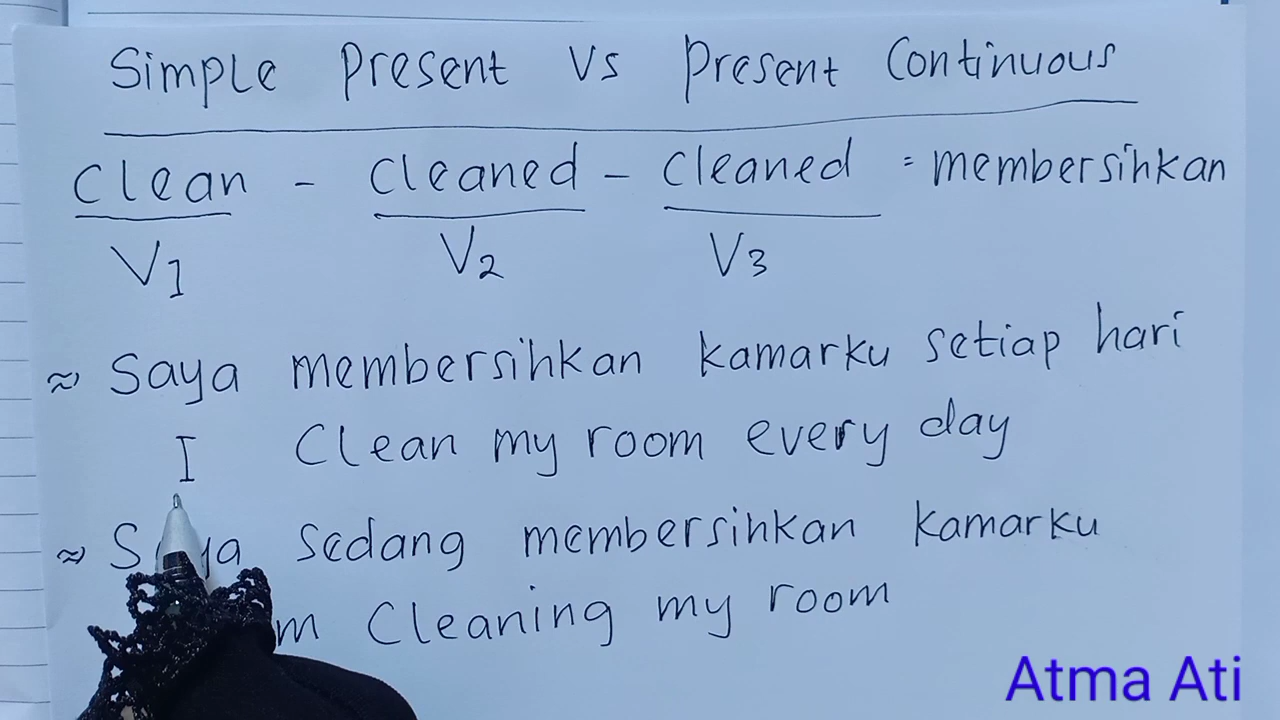 Simple Present Vs Present Continuous
Clean - Cleaned - Cleaned = membersihkan
V1 V2 V3
≈ Saya membersihkan kamarku setiap hari
I Clean my room every day
≈ sedang membersihkan kamarku
Cleaning my room
Atma Ati